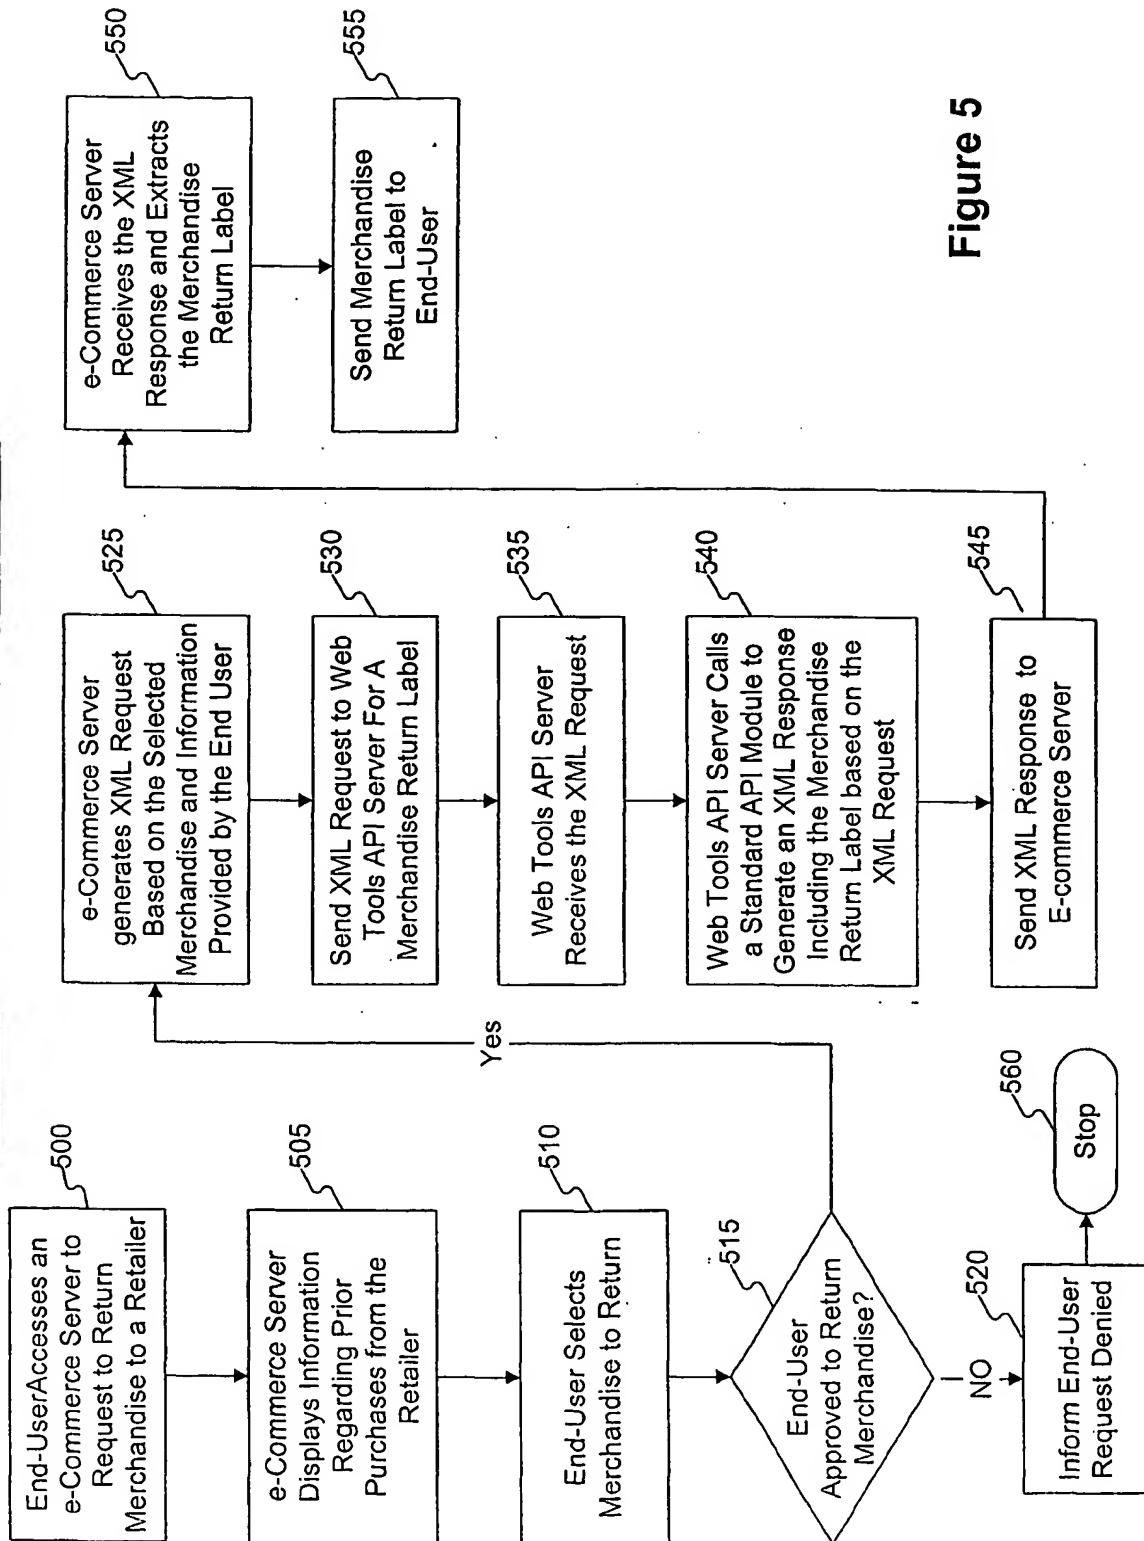 End-UserAccesses an
e-Commerce Server to
Request to Return
Merchandise to a Retailer
500
e-Commerce Server
Displays Information
Regarding Prior
Purchases from the
Retailer
505
End-User Selects
Merchandise to Return
510
End-User
Approved to Return
Merchandise?
515
Yes
NO
Inform End-User
Request Denied
520
Stop
560
e-Commerce Server
generates XML Request
Based on the Selected
Merchandise and Information
Provided by the End User
525
Send XML Request to Web
Tools API Server For A
Merchandise Return Label
530
Web Tools API Server
Receives the XML Request
535
Web Tools API Server Calls
a Standard API Module to
Generate an XML Response
Including the Merchandise
Return Label based on the
XML Request
540
Send XML Response to
E-commerce Server
545
e-Commerce Server
Receives the XML
Response and Extracts
the Merchandise
Return Label
550
Send Merchandise
Return Label to
End-User
555
Figure 5